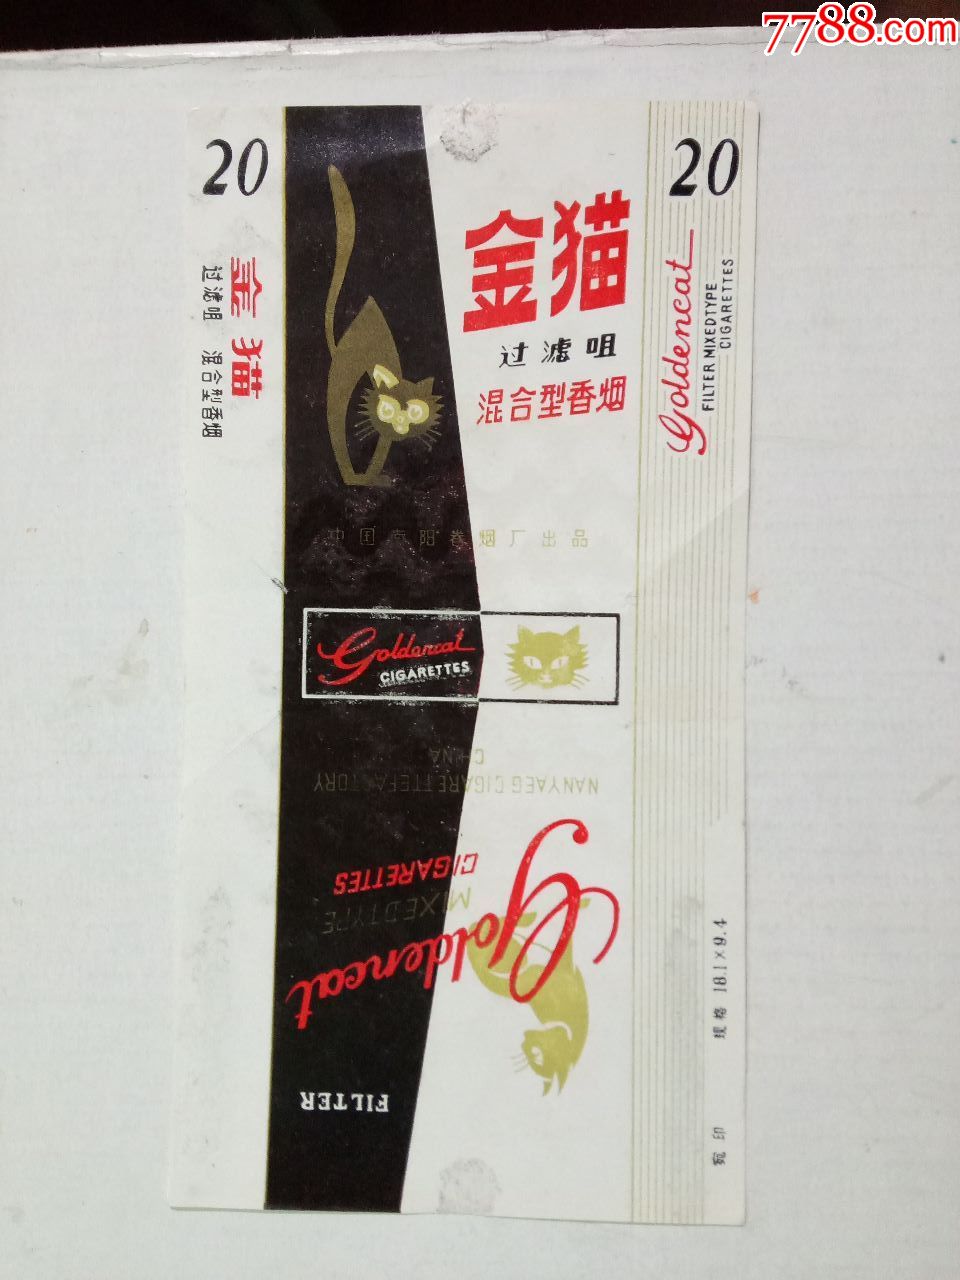 7788.com
20
金猫
过滤咀 混合型香烟
金猫
过滤咀
混合型香烟
中国南阳卷烟厂出品
Goldencat
CIGARETTES
NANYAEG CIGARETTEFACTORY
CHINA
Goldencat
CIGARETTES
MIXEDTYPE
FILTER
20
Goldencat
FILTER MIXEDTYPE
CIGARETTES
规格 18.1×9.4
宛印